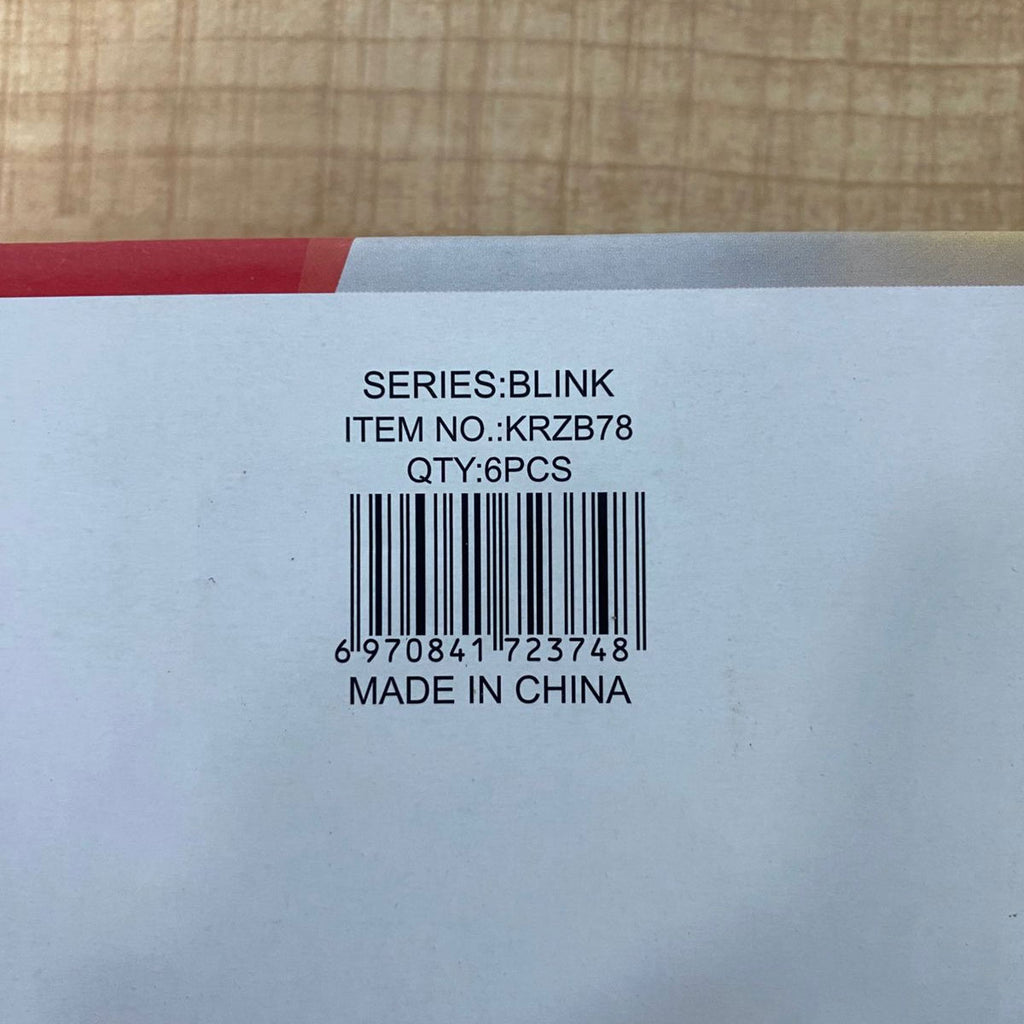 SERIES:BLINK
ITEM NO.:KRZB78
QTY:6PCS
6 970841 723748
MADE IN CHINA